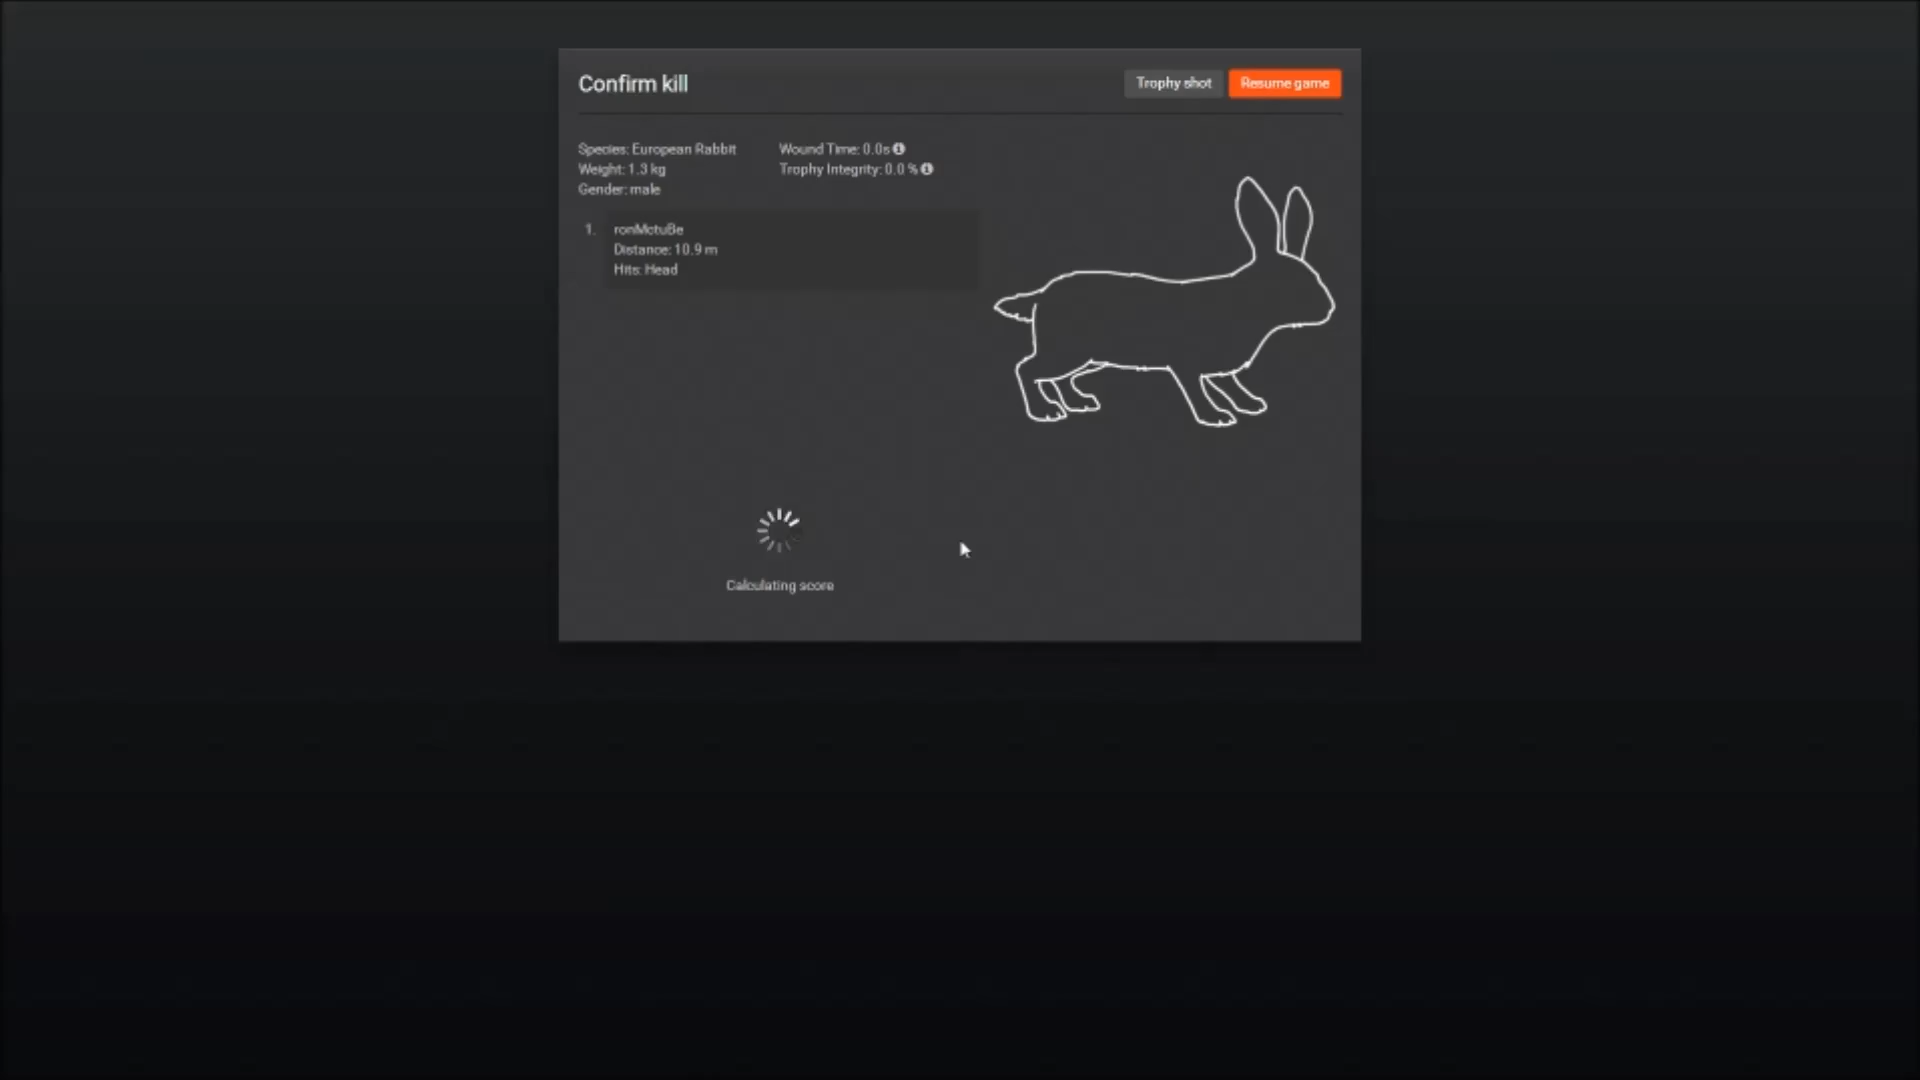 Confirm kill
Trophy shot
Resume game
Species: European Rabbit
Weight: 1.3 kg
Gender: male
Wound Time: 0.0s
Trophy Integrity: 0.0 %
1. ronMctuBe
Distance: 10.9 m
Hits: Head
Calculating score